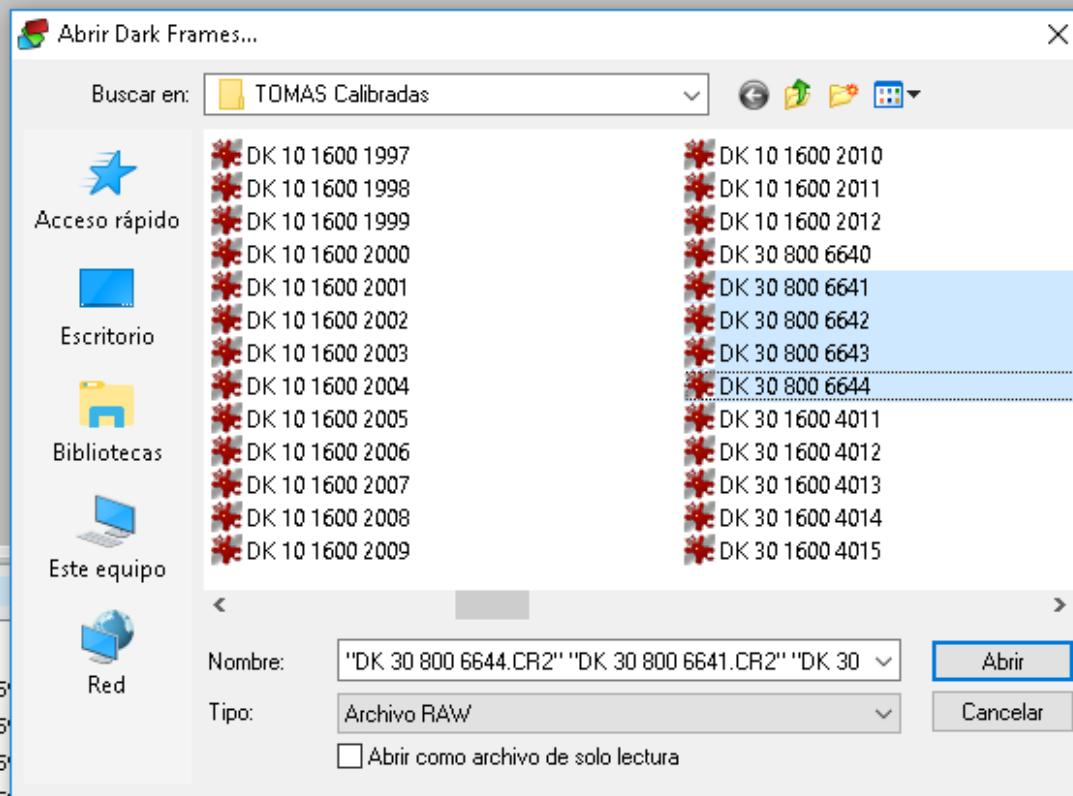 Abrir Dark Frames...
Buscar en:
TOMAS Calibradas
Acceso rápido
Escritorio
Bibliotecas
Este equipo
Red
DK 10 1600 1997
DK 10 1600 1998
DK 10 1600 1999
DK 10 1600 2000
DK 10 1600 2001
DK 10 1600 2002
DK 10 1600 2003
DK 10 1600 2004
DK 10 1600 2005
DK 10 1600 2006
DK 10 1600 2007
DK 10 1600 2008
DK 10 1600 2009
DK 10 1600 2010
DK 10 1600 2011
DK 10 1600 2012
DK 30 800 6640
DK 30 800 6641
DK 30 800 6642
DK 30 800 6643
DK 30 800 6644
DK 30 1600 4011
DK 30 1600 4012
DK 30 1600 4013
DK 30 1600 4014
DK 30 1600 4015
Nombre:
"DK 30 800 6644.CR2" "DK 30 800 6641.CR2" "DK 30
Abrir
Tipo:
Archivo RAW
Cancelar
Abrir como archivo de solo lectura